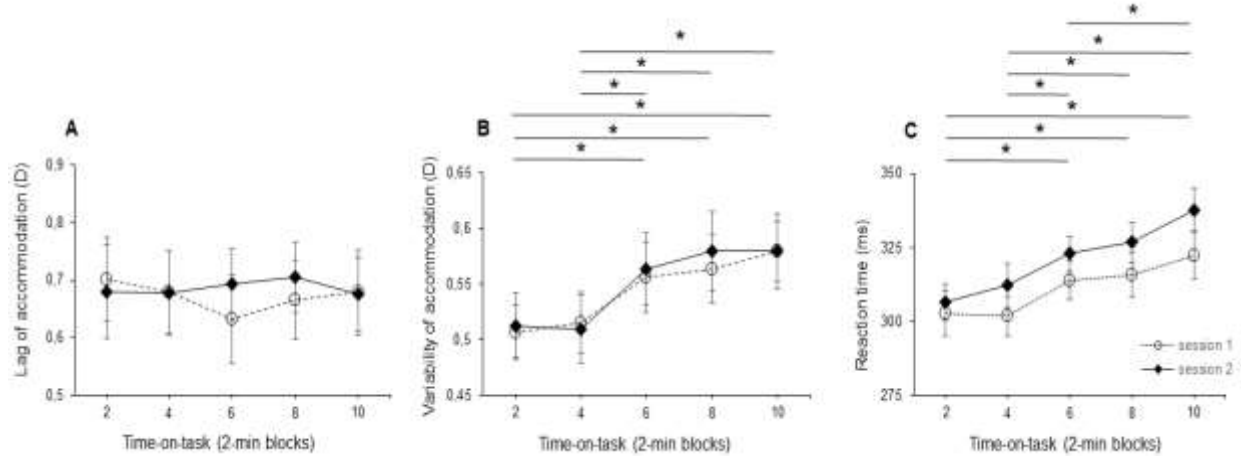 * * * * * *
* * * * * * *
A
Lag of accommodation (D)
0.9
0.8
0.7
0.6
0.5
2 4 6 8 10
Time-on-task (2-min blocks)
B
Variability of accommodation (D)
0.65
0.6
0.55
0.5
0.45
2 4 6 8 10
Time-on-task (2-min blocks)
C
Reaction time (ms)
350
325
300
275
2 4 6 8 10
Time-on-task (2-min blocks)
session 1
session 2